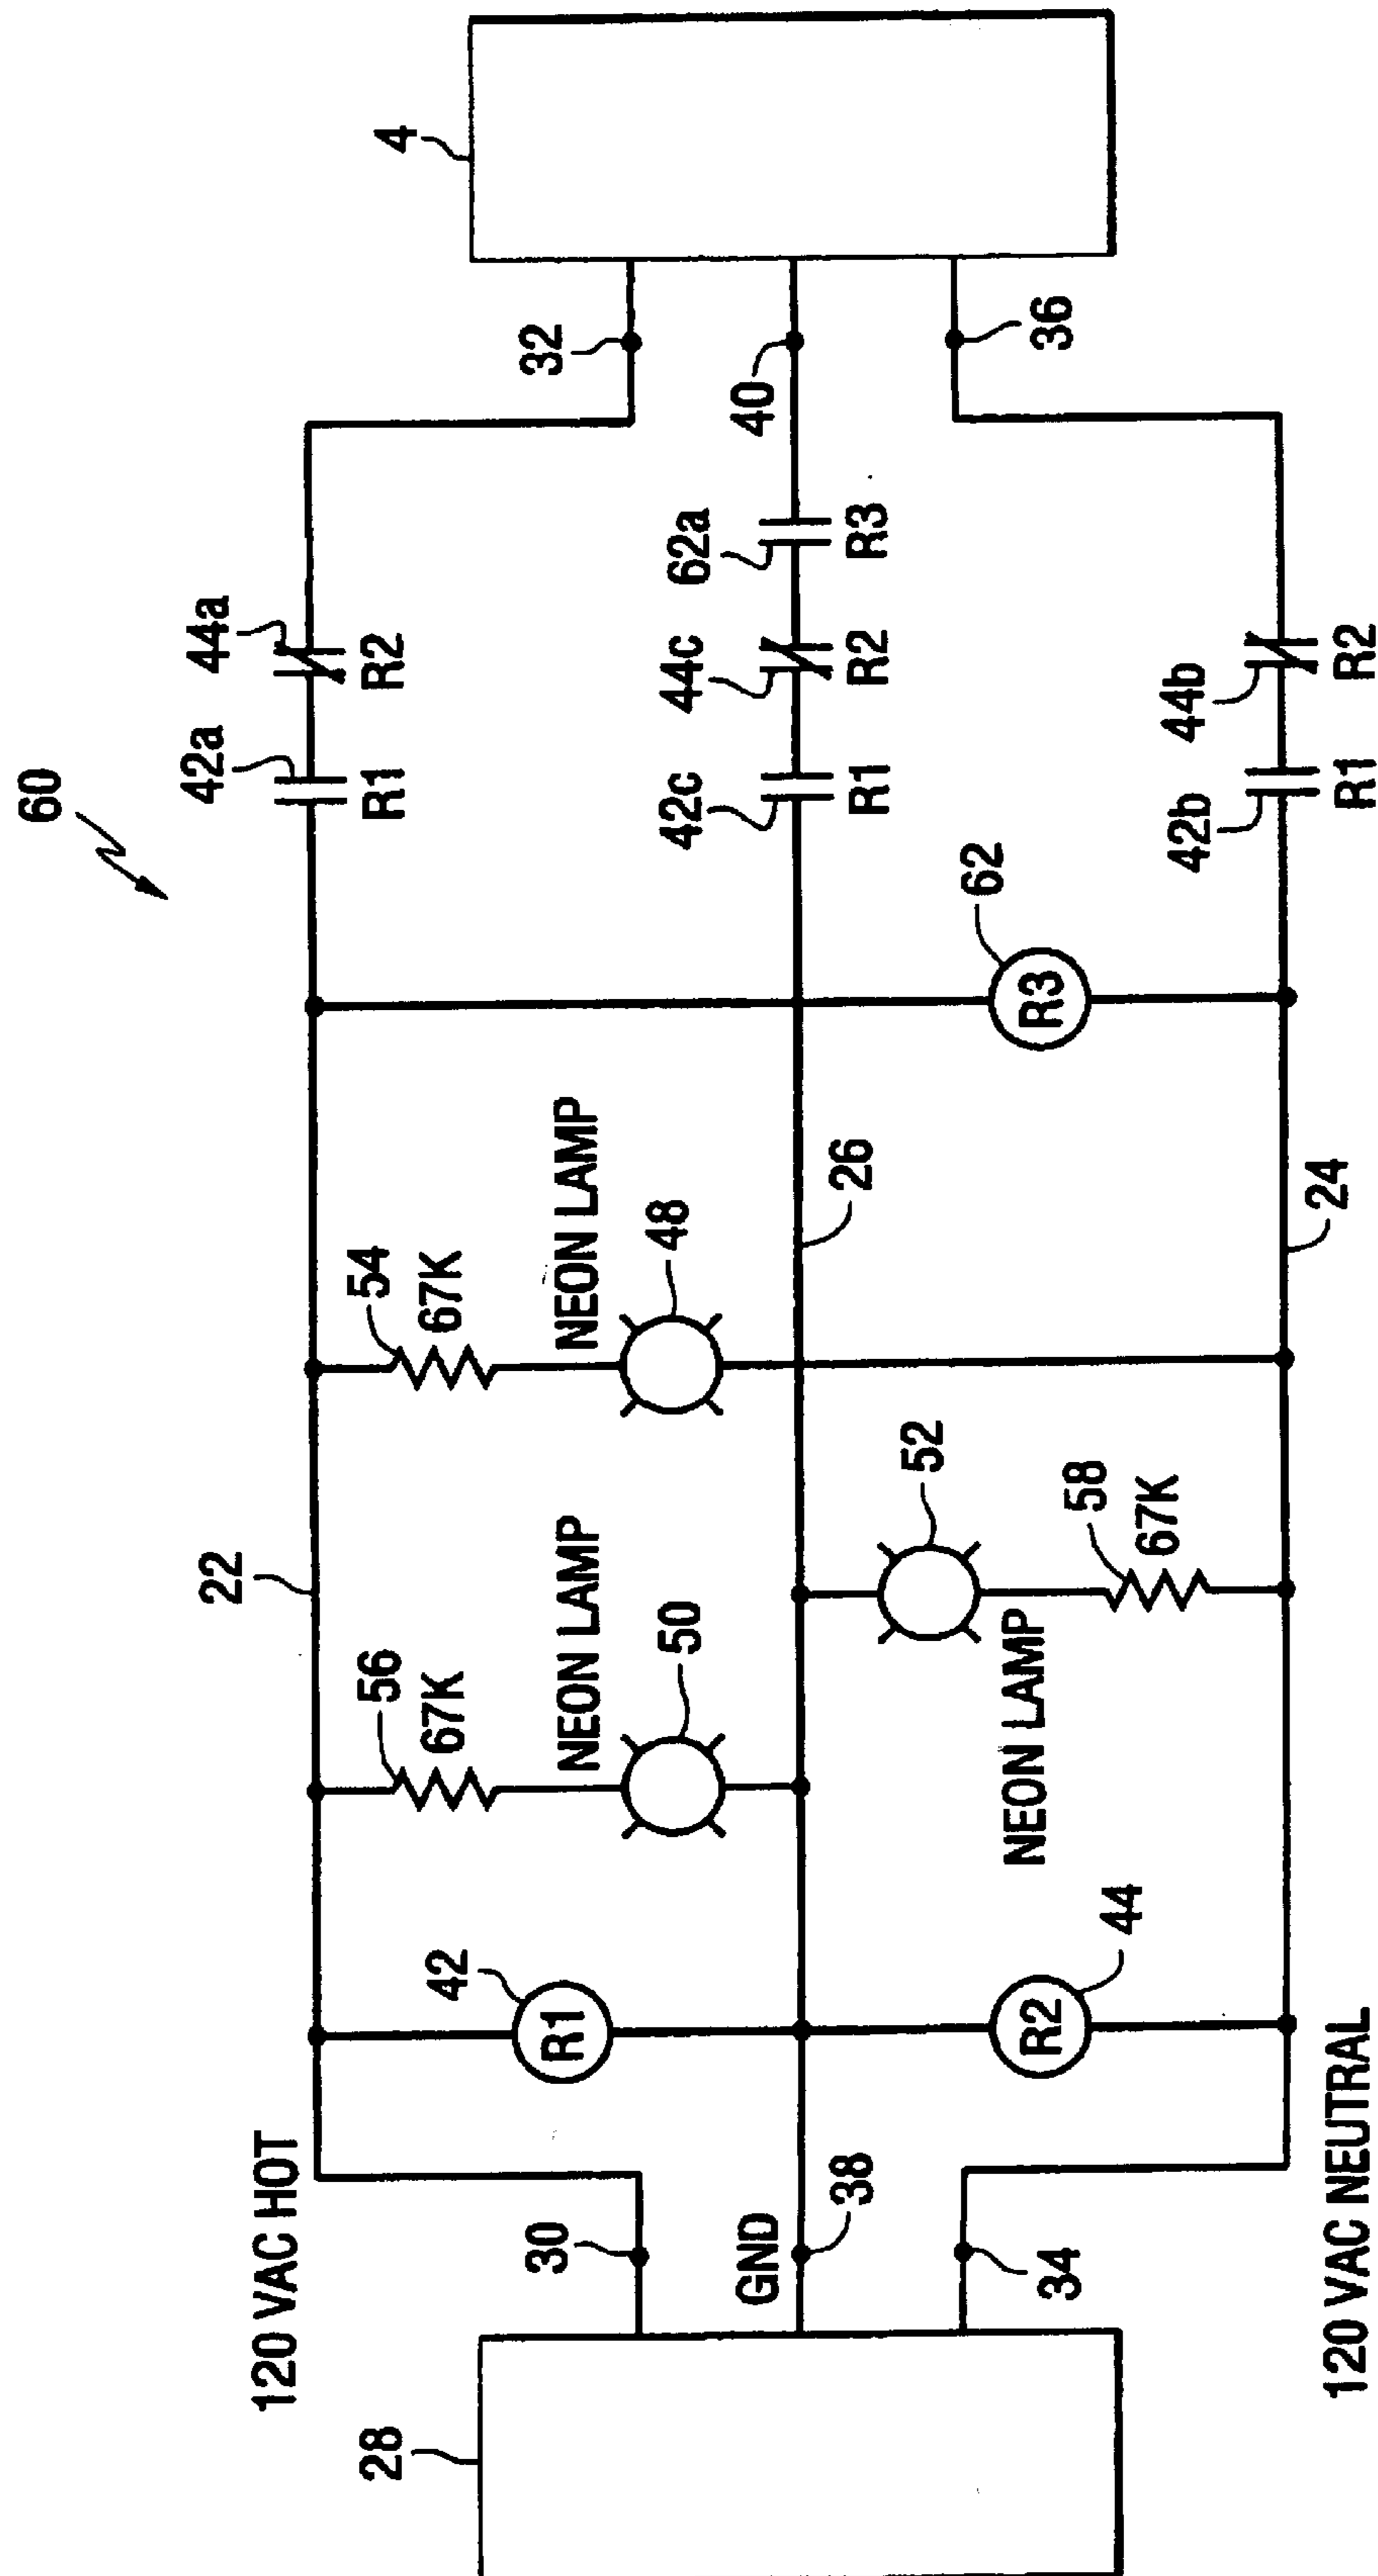 60
44a
42a
R2
R1
4
32
40
36
62a
R3
44c
R2
42c
R1
44b
R2
42b
R1
62
R3
22
54
67K
NEON LAMP
48
26
24
56
67K
NEON LAMP
50
52
58
67K
NEON LAMP
42
R1
44
R2
120 VAC HOT
30
GND
38
34
28
120 VAC NEUTRAL